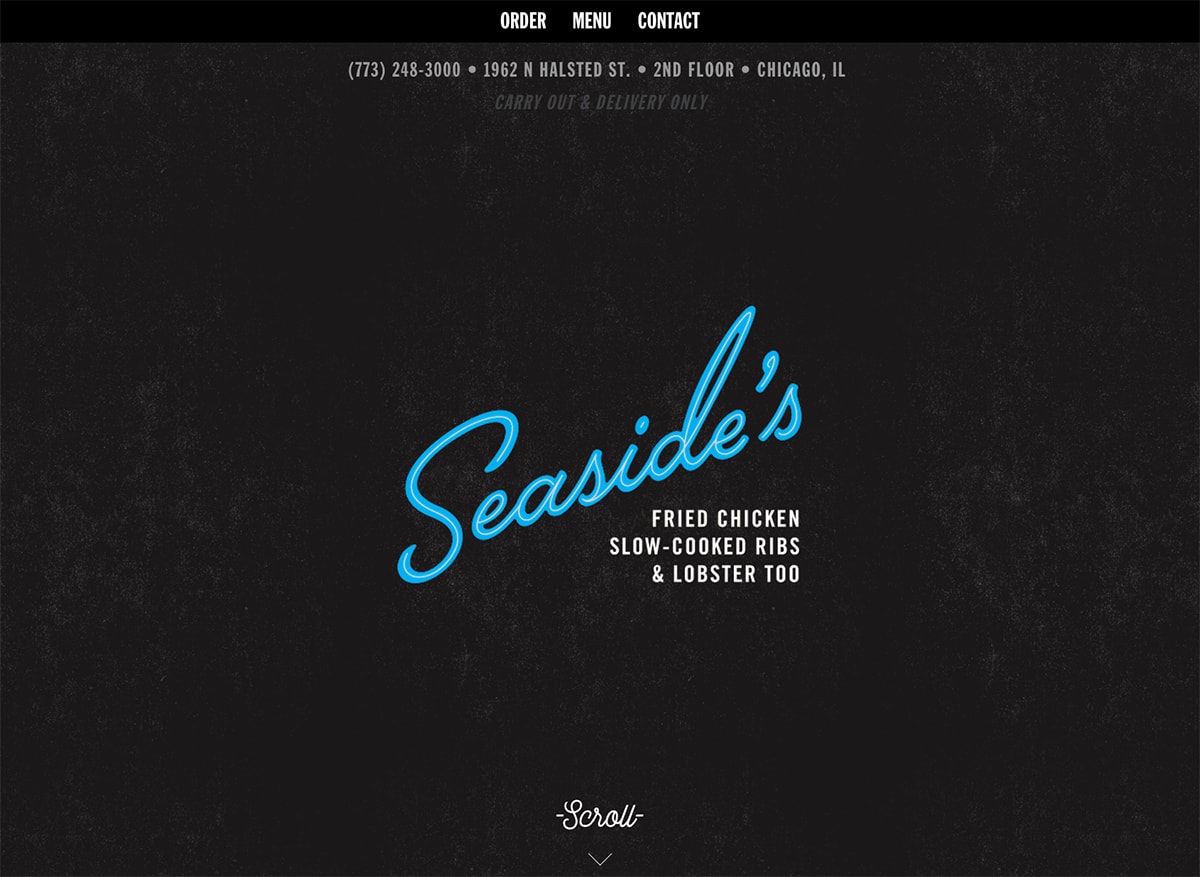 ORDER MENU CONTACT
(773) 248-3000 • 1962 N HALSTED ST. • 2ND FLOOR • CHICAGO, IL
CARRY OUT & DELIVERY ONLY
Seaside's
FRIED CHICKEN
SLOW-COOKED RIBS
& LOBSTER TOO
-Scroll-